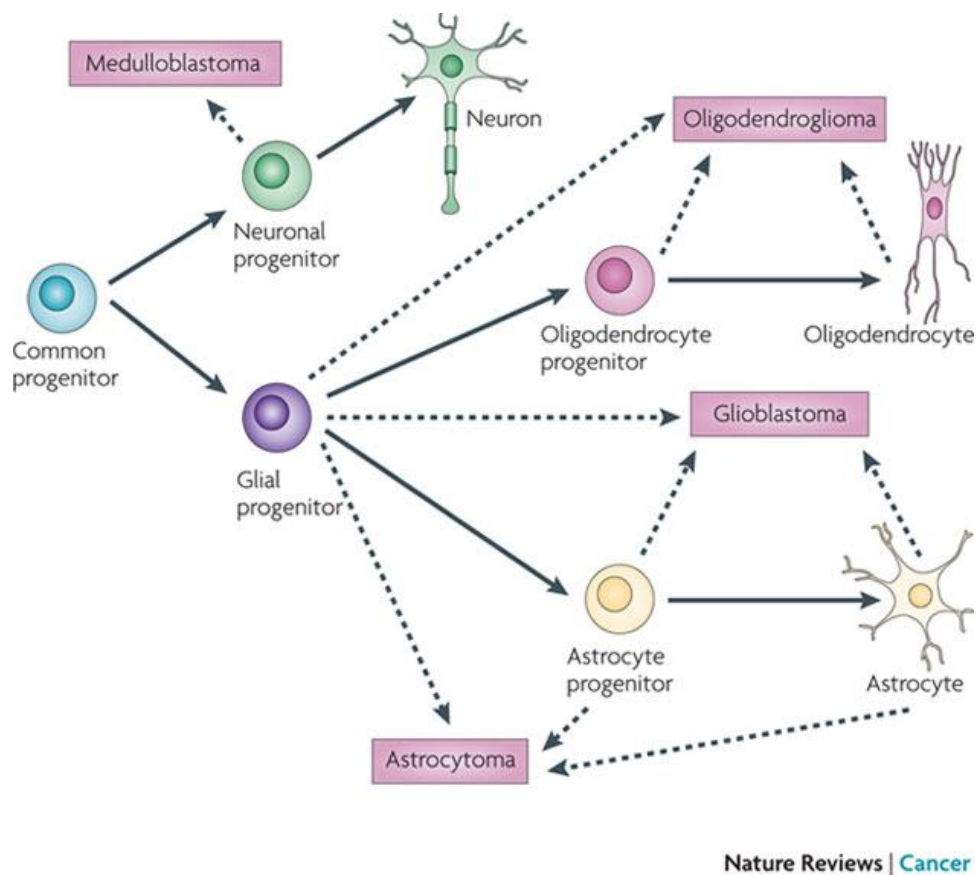 Medulloblastoma
Neuron
Oligodendroglioma
Neuronal
progenitor
Common
progenitor
Oligodendrocyte
progenitor
Oligodendrocyte
Glioblastoma
Glial
progenitor
Astrocyte
progenitor
Astrocyte
Astrocytoma
Nature Reviews | Cancer